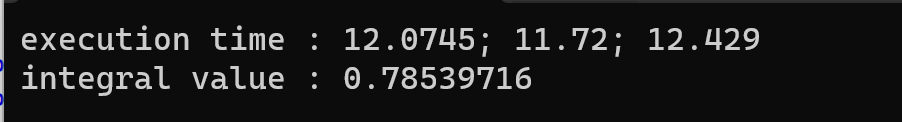 execution time : 12.0745; 11.72; 12.429
integral value : 0.78539716